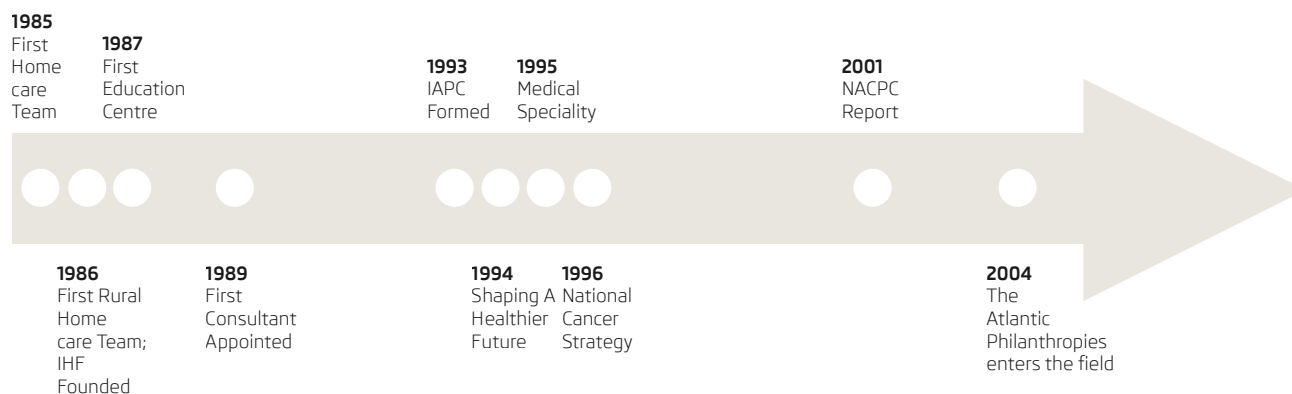 1985
First
Home
care
Team
1987
First
Education
Centre
1993
IAPC
Formed
1995
Medical
Speciality
2001
NACPC
Report
1986
First Rural
Home
care Team;
IHF
Founded
1989
First
Consultant
Appointed
1994
Shaping A
Healthier
Future
1996
National
Cancer
Strategy
2004
The
Atlantic
Philanthropies
enters the field